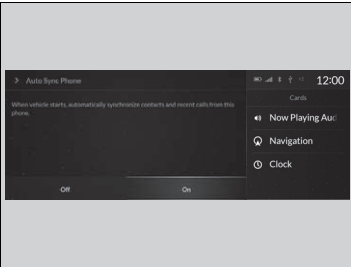 Auto Sync Phone
When vehicle starts, automatically synchronize contacts and recent calls from this
phone.
Off
On
12:00
Cards
Now Playing Aud
Navigation
Clock